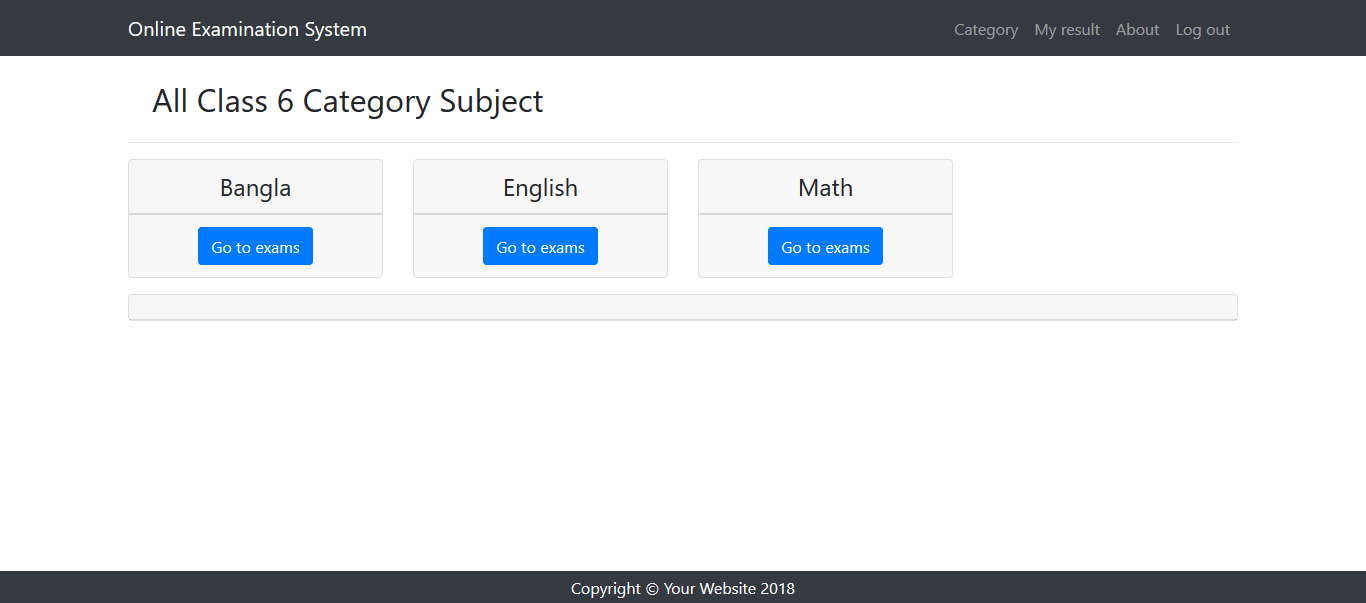 Online Examination System
Category My result About Log out
All Class 6 Category Subject
Bangla
Go to exams
English
Go to exams
Math
Go to exams
Copyright © Your Website 2018